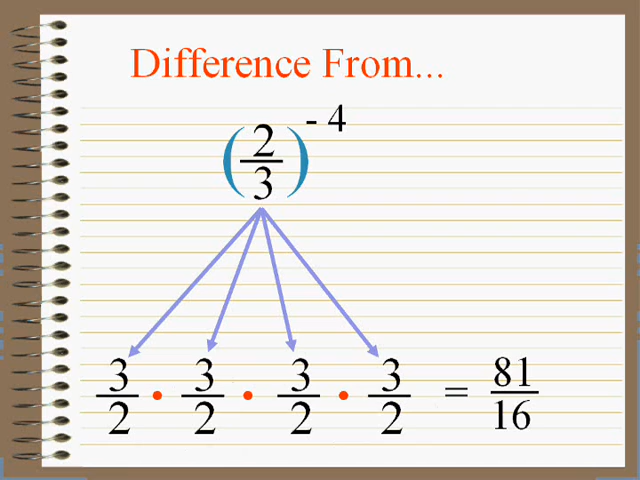 Difference From...
(2/3)^- 4
3/2 • 3/2 • 3/2 • 3/2 = 81/16